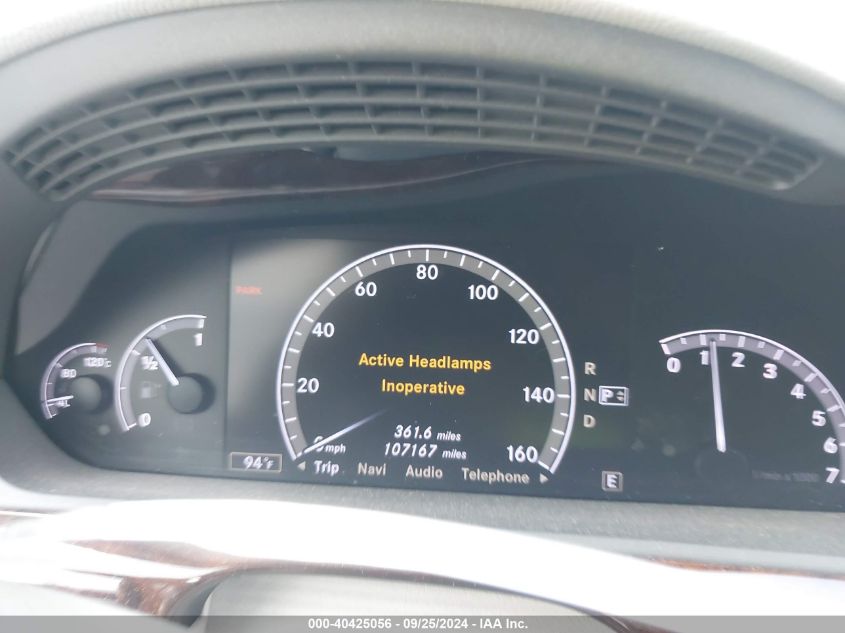 80
60
100
40
120
20
140
0 mph
160
Active Headlamps
Inoperative
361.6 miles
107167 miles
Trip Navi Audio Telephone
PARK
94°F
120°C
80
1
½
0
R
N P
D
E
0 1 2 3 4 5 6 7
000-40425056 - 09/25/2024 - IAA Inc.